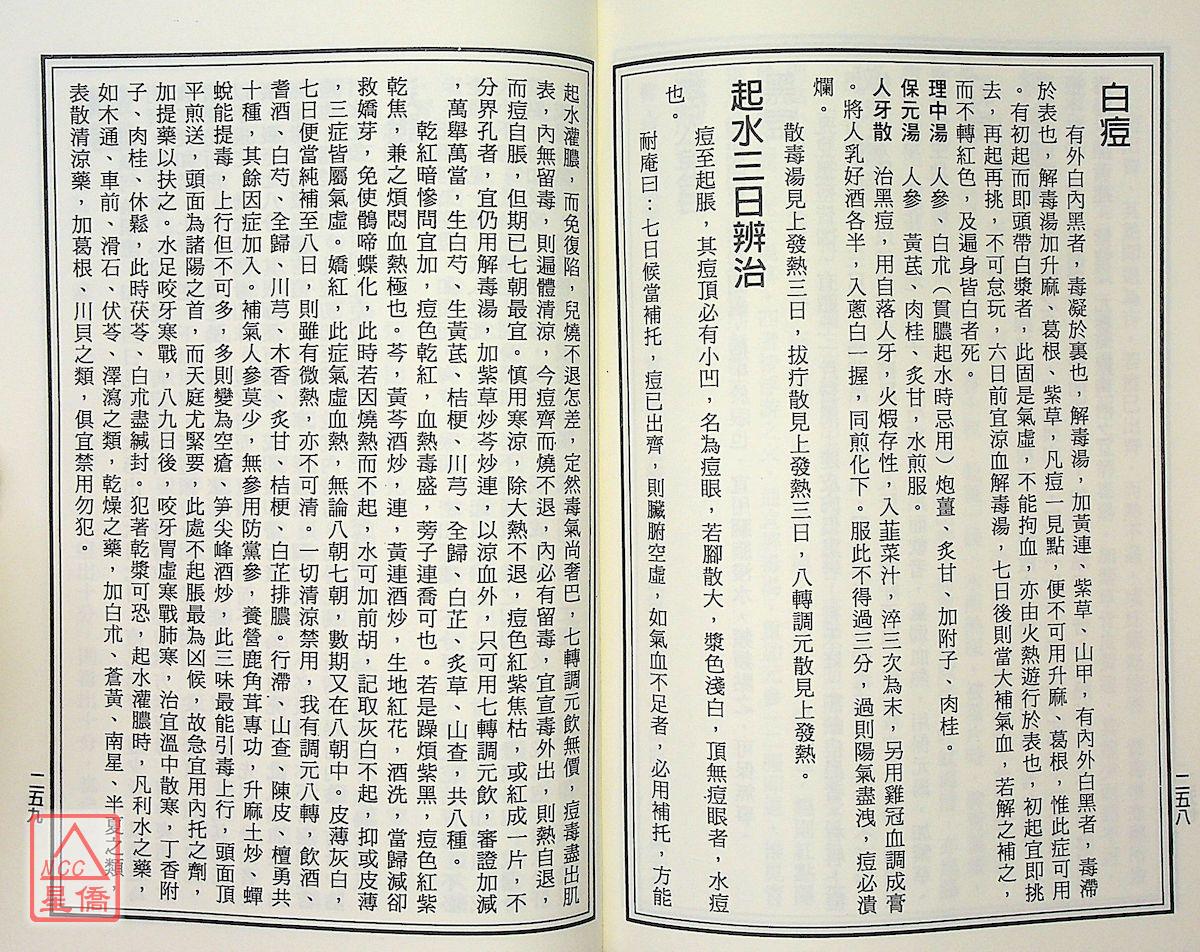 白痘
有外白內黑者，毒凝於裏也，解毒湯，加黃連、紫草、山甲，有內外白黑者，毒滯
於表也，解毒湯加升麻、葛根、紫草，凡痘一見點，便不可用升麻、葛根，惟此症可用
。有初起而即頭帶白漿者，此固是氣虛，不能拘血，亦由火熱遊行於表也，初起宜即挑
去，再起再挑，不可怠玩，六日前宜涼血解毒湯，七日後則當大補氣血，若解之補之，
而不轉紅色，及遍身皆白者死。
理中湯　人參、白朮（貫膿起水時忌用）炮薑、炙甘、加附子、肉桂。
保元湯　人參、黃芪、肉桂、炙甘，水煎服。
人牙散　治黑痘，用自落人牙，火煆存性，入韮菜汁，淬三次為末，另用雞冠血調成膏
。將人乳好酒各半，入蔥白一握，同煎化下。服此不得過三分，過則陽氣盡洩，痘必潰
爛。
散毒湯見上發熱三日，拔疔散見上發熱三日，八轉調元散見上發熱。
起水三日辨治
痘至起脹，其痘頂必有小凹，名為痘眼，若腳散大，漿色淺白，頂無痘眼者，水痘
也。
耐庵曰：七日候當補托，痘已出齊，則臟腑空虛，如氣血不足者，必用補托，方能
二五八
起水灌膿，而免復陷，兒燒不退怎差，定然毒氣尚奢巴，七轉調元飲無價，痘毒盡出肌
表，內無留毒，則遍體清涼，今痘齊而燒不退，內必有留毒，宜宣毒外出，則熱自退，
而痘自脹，但期已七朝最宜。慎用寒涼，除大熱不退，痘色紅紫焦枯，或紅成一片，不
分界孔者，宜仍用解毒湯，加紫草炒芩炒連，以涼血外，只可用七轉調元飲，審證加減
，萬舉萬當，生白芍、生黃芪、桔梗、川芎、全歸、白芷、炙草、山查，共八種。
乾紅暗慘問宜加，痘色乾紅，血熱毒盛，蒡子連喬可也。若是躁煩紫黑，痘色紅紫
乾焦，兼之煩悶血熱極也。芩，黃芩酒炒，連，黃連酒炒，生地紅花，酒洗，當歸減卻
救嬌芽，免使鵑啼蝶化，此時若因燒熱而不起，水可加前胡，記取灰白不起，抑或皮薄
，三症皆屬氣虛。嬌紅，此症氣虛血熱，無論八朝七朝，數期又在八朝中。皮薄灰白，
七日便當純補至八日，則雖有微熱，亦不可清。一切清涼禁用，我有調元八轉，飲酒、
耆酒、白芍、全歸、川芎、木香、炙甘、桔梗、白芷排膿。行滯、山查、陳皮、檀勇共
十種，其餘因症加入。補氣人參莫少，無參用防黨參，養營鹿角茸專功，升麻土炒、蟬
蛻能提毒，上行但不可多，多則變為空瘡、笋尖峰酒炒，此三味最能引毒上行，頭面頂
平煎送，頭面為諸陽之首，而天庭尤緊要，此處不起脹最為凶候，故急宜用內托之劑，
加提藥以扶之。水足咬牙寒戰，八九日後，咬牙胃虛寒戰肺寒，治宜溫中散寒，丁香附
子、肉桂、休鬆，此時茯苓、白朮盡緘封。犯著乾漿可恐，起水灌膿時，凡利水之藥，
如木通、車前、滑石、伏苓、澤瀉之類，乾燥之藥，加白朮、蒼黃、南星、半夏之類，
表散清涼藥，加葛根、川貝之類，俱宜禁用勿犯。
二五九
NCC
星僑